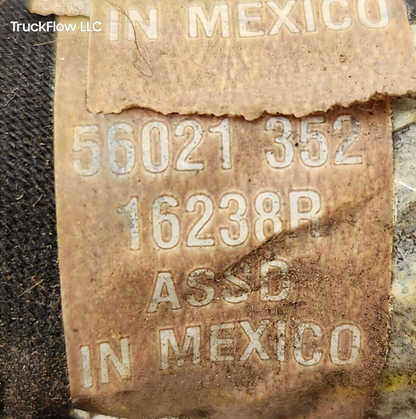 TruckFlow LLC
IN MEXICO
56021 352
16238R
ASSD
IN MEXICO